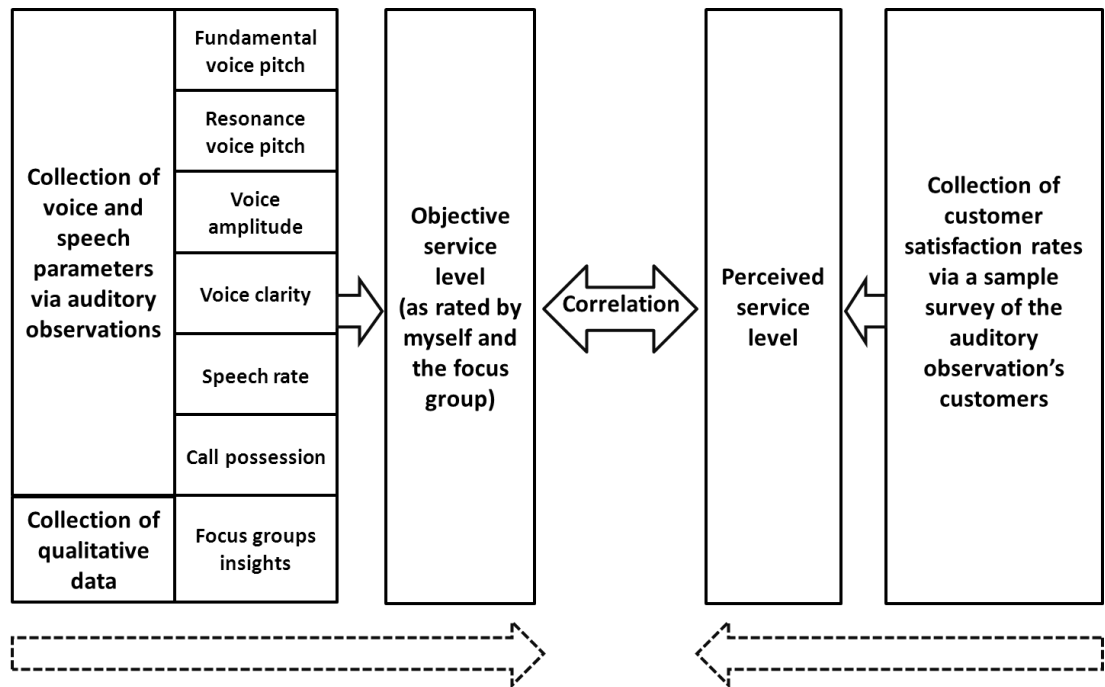 Collection of
voice and
speech
parameters
via auditory
observations
Fundamental
voice pitch
Resonance
voice pitch
Voice
amplitude
Voice clarity
Speech rate
Call possession
Collection of
qualitative
data
Focus groups
insights
Objective
service
level
(as rated by
myself and
the focus
group)
Correlation
Perceived
service
level
Collection of
customer
satisfaction rates
via a sample
survey of the
auditory
observation’s
customers